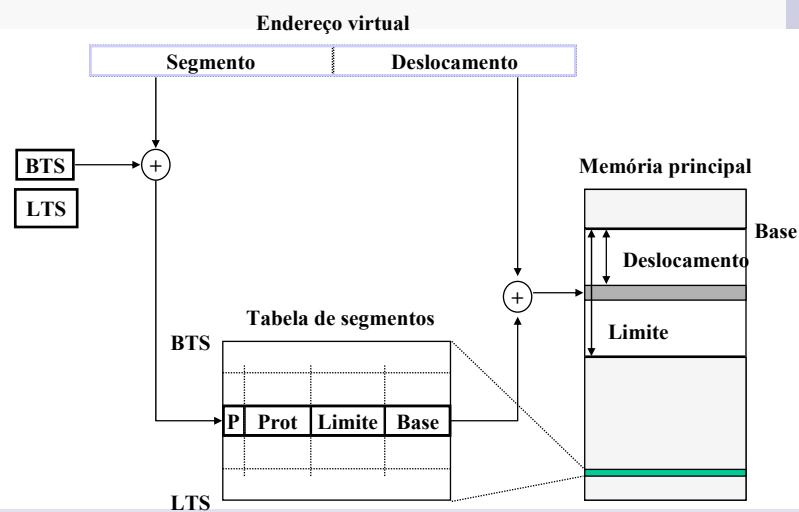 Endereço virtual
Segmento Deslocamento
BTS
LTS
+
Memória principal
Base
Deslocamento
+
Limite
Tabela de segmentos
BTS
P Prot Limite Base
LTS